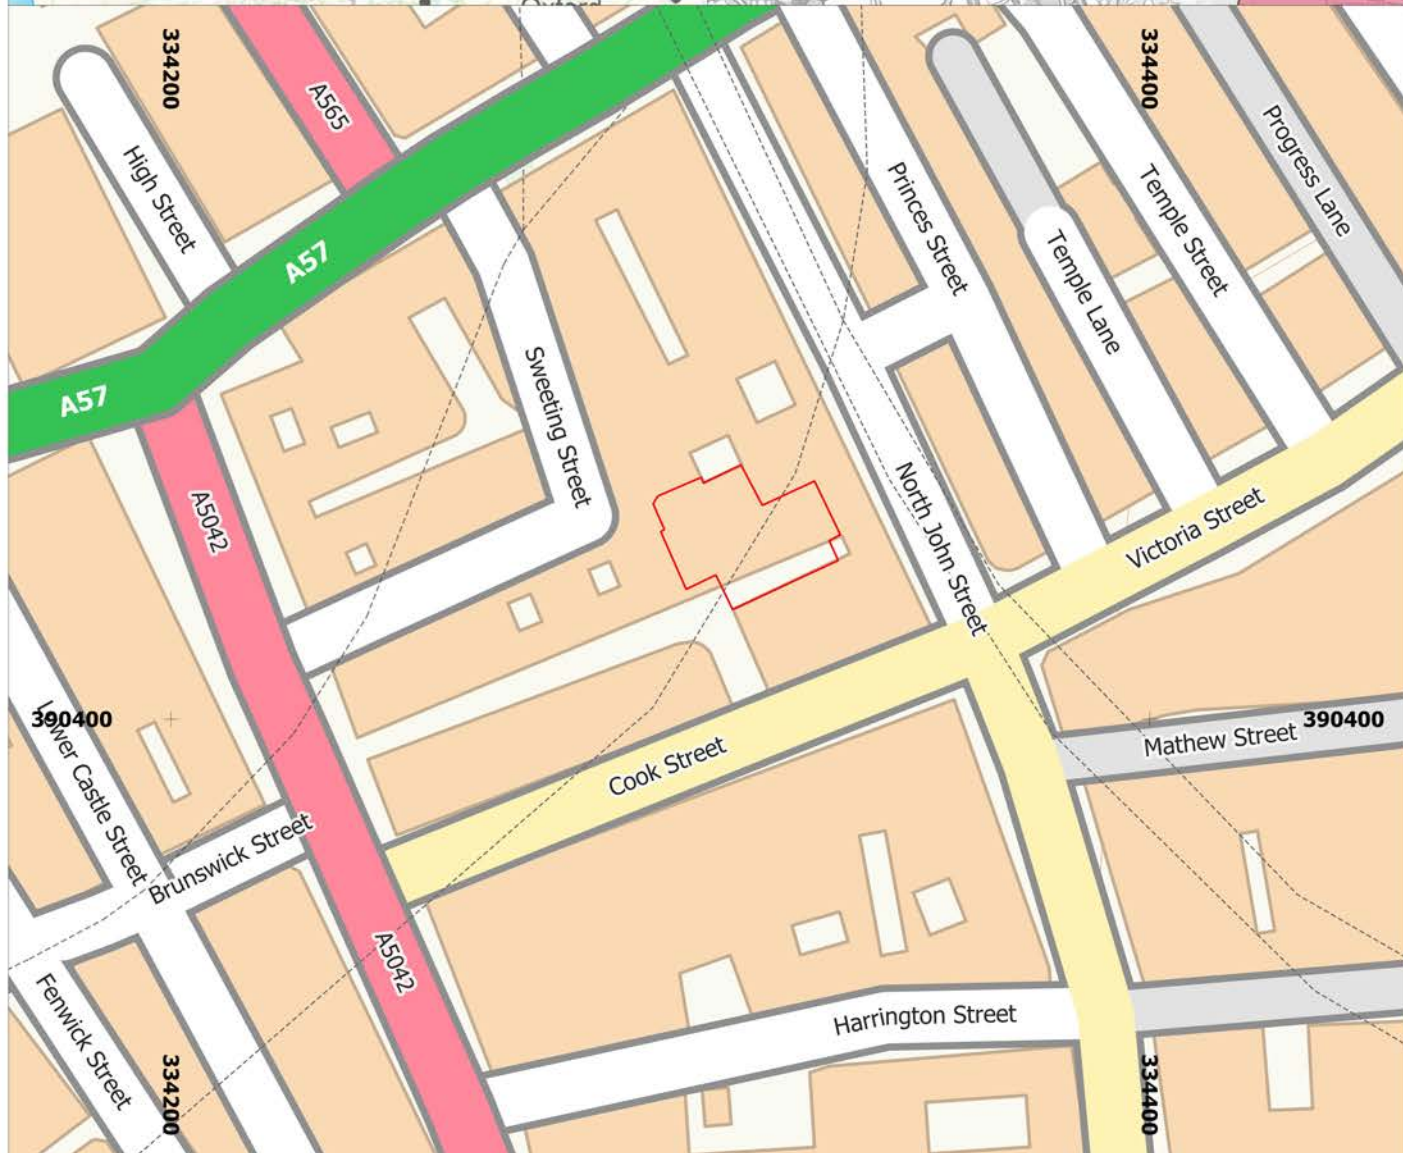 Oxford
334200
334400
A565
High Street
Progress Lane
Princes Street
Temple Street
A57
Temple Lane
A57
Sweeting Street
A5042
North John Street
Victoria Street
390400
390400
Lower Castle Street
Mathew Street
Cook Street
Brunswick Street
A5042
Fenwick Street
Harrington Street
334200
334400